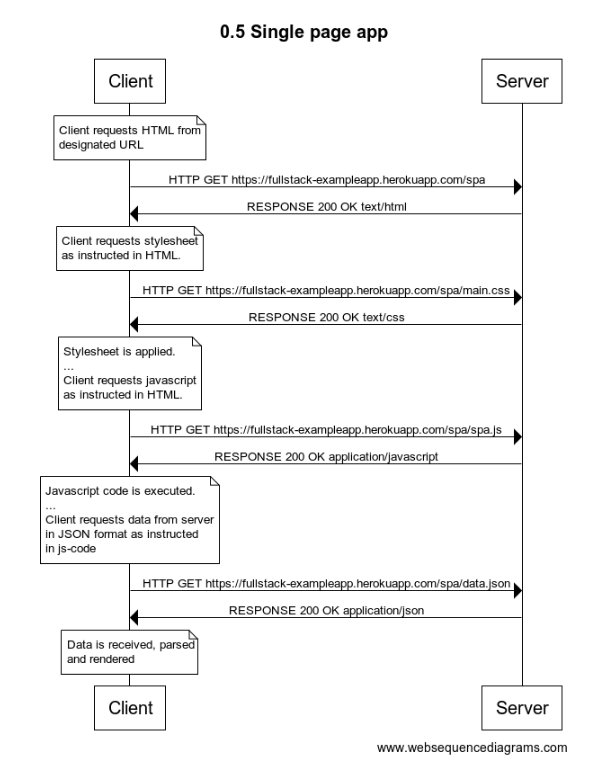 0.5 Single page app
Client
Server
Client requests HTML from
designated URL
HTTP GET https://fullstack-exampleapp.herokuapp.com/spa
RESPONSE 200 OK text/html
Client requests stylesheet
as instructed in HTML.
HTTP GET https://fullstack-exampleapp.herokuapp.com/spa/main.css
RESPONSE 200 OK text/css
Stylesheet is applied.
...
Client requests javascript
as instructed in HTML.
HTTP GET https://fullstack-exampleapp.herokuapp.com/spa/spa.js
RESPONSE 200 OK application/javascript
Javascript code is executed.
...
Client requests data from server
in JSON format as instructed
in js-code
HTTP GET https://fullstack-exampleapp.herokuapp.com/spa/data.json
RESPONSE 200 OK application/json
Data is received, parsed
and rendered
Client
Server
www.websequencediagrams.com